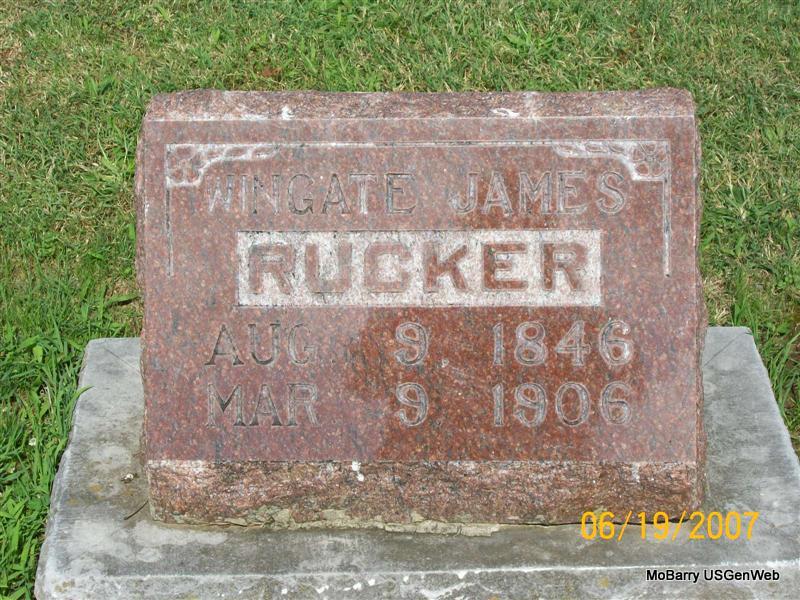 WINGATE JAMES
RUCKER
AUG. 9, 1846
MAR 9, 1906
06/19/2007
MoBarry USGenWeb